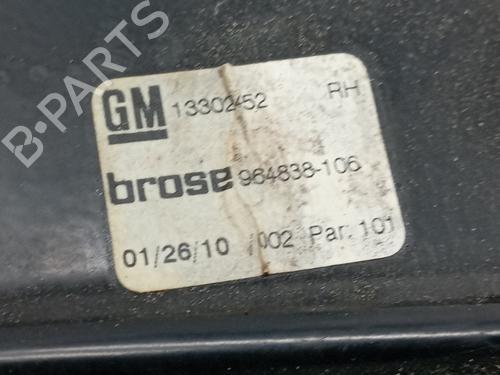 B-PARTS
GM 13302452 RH
brose 964838-106
01/26/10 002 Par: 101